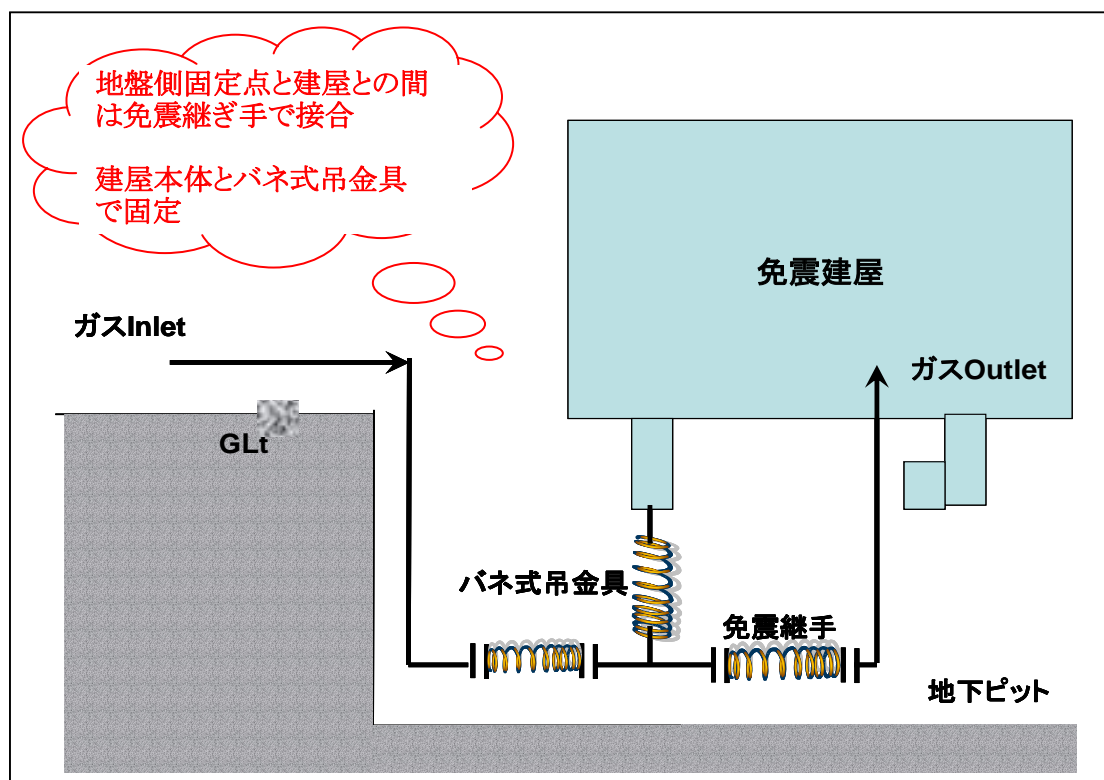 地盤側固定点と建屋との間
は免震継ぎ手で接合
建屋本体とバネ式吊金具
で固定
免震建屋
ガスInlet
ガスOutlet
GLt
バネ式吊金具
免震継手
地下ピット